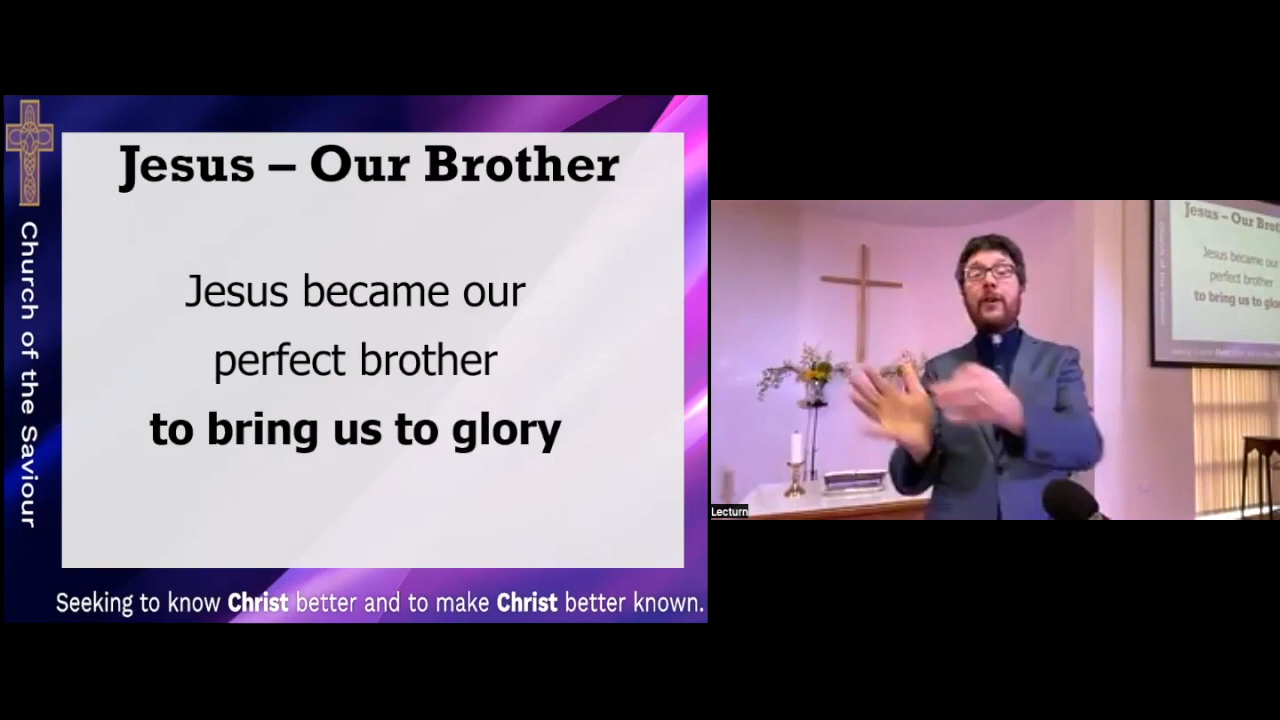 Jesus – Our Brother
Jesus became our
perfect brother
to bring us to glory
Church of the Saviour
Seeking to know Christ better and to make Christ better known.
Lecturn
Jesus – Our Brot
Jesus became our
perfect brother
to bring us to glo